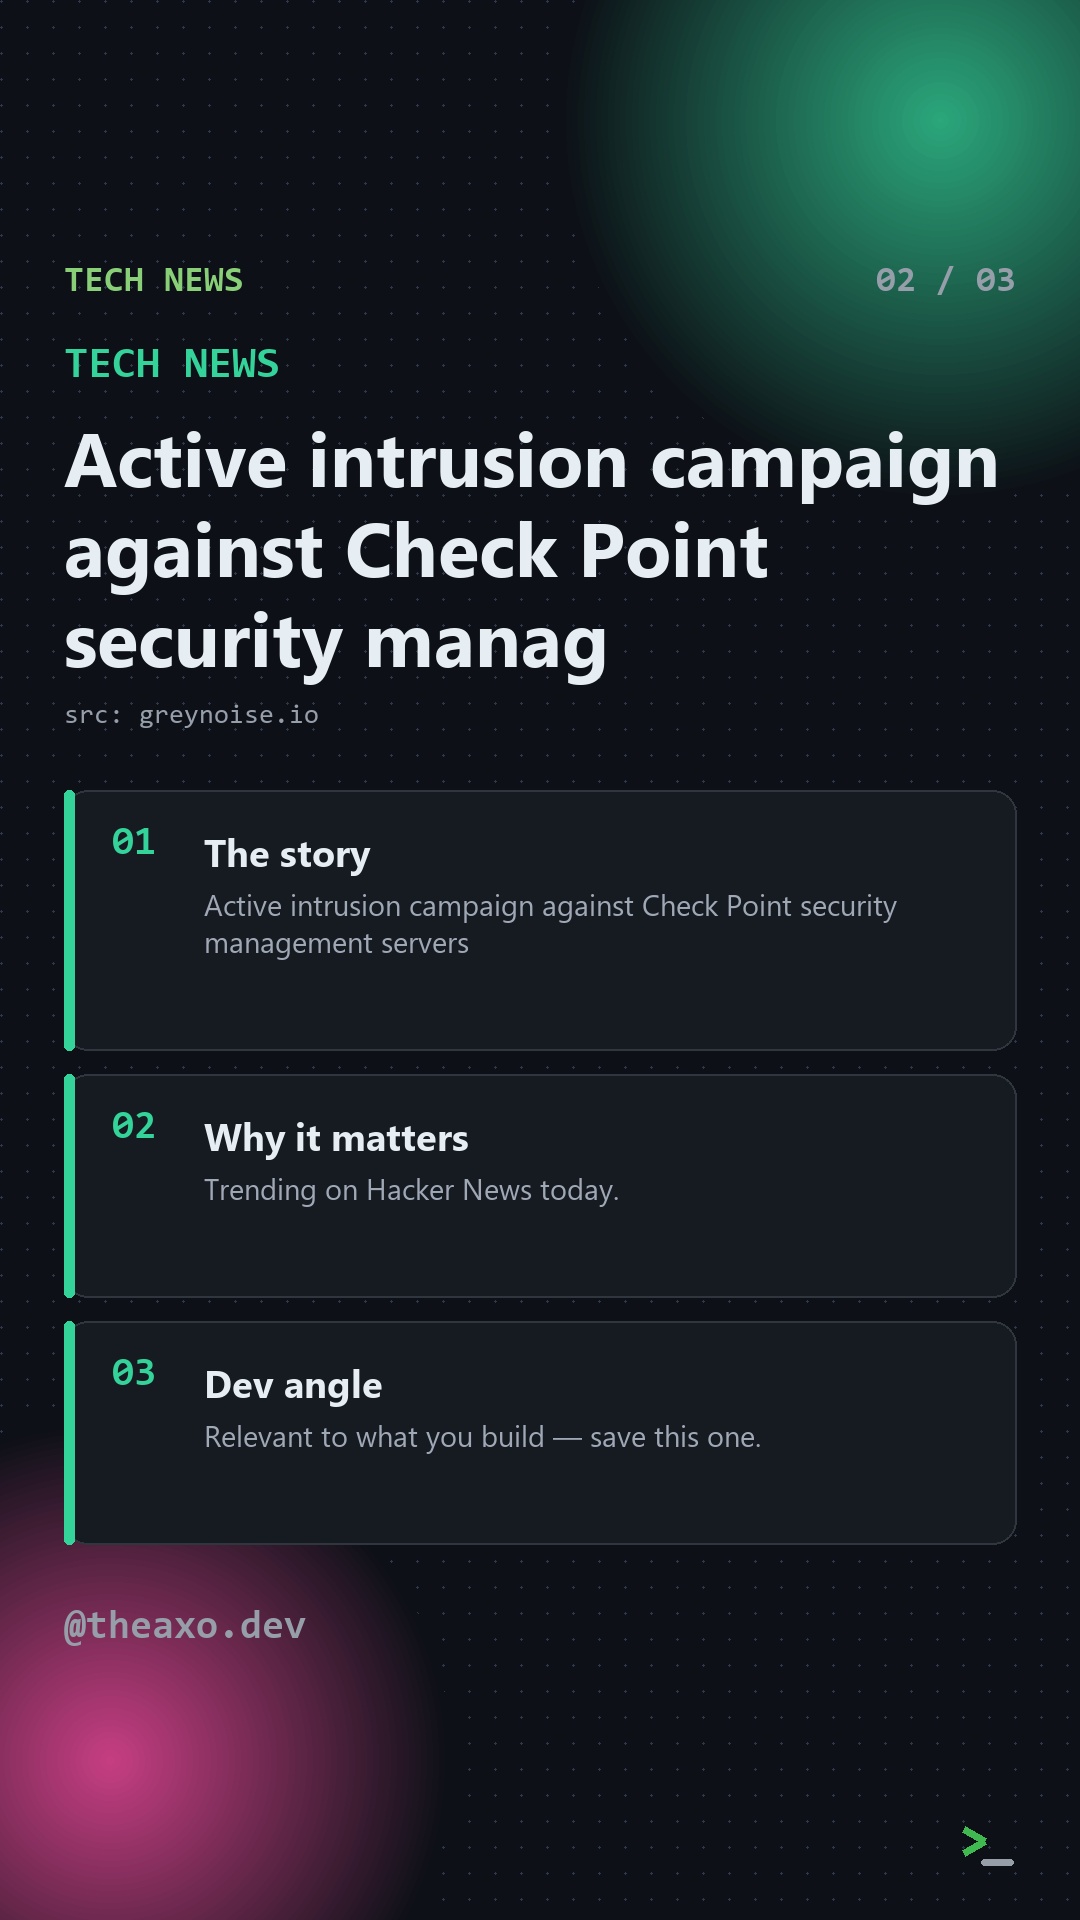 TECH NEWS
02 / 03
TECH NEWS
Active intrusion campaign
against Check Point
security manag
src: greynoise.io
01
The story
Active intrusion campaign against Check Point security
management servers
02
Why it matters
Trending on Hacker News today.
03
Dev angle
Relevant to what you build — save this one.
@theaxo.dev
>_